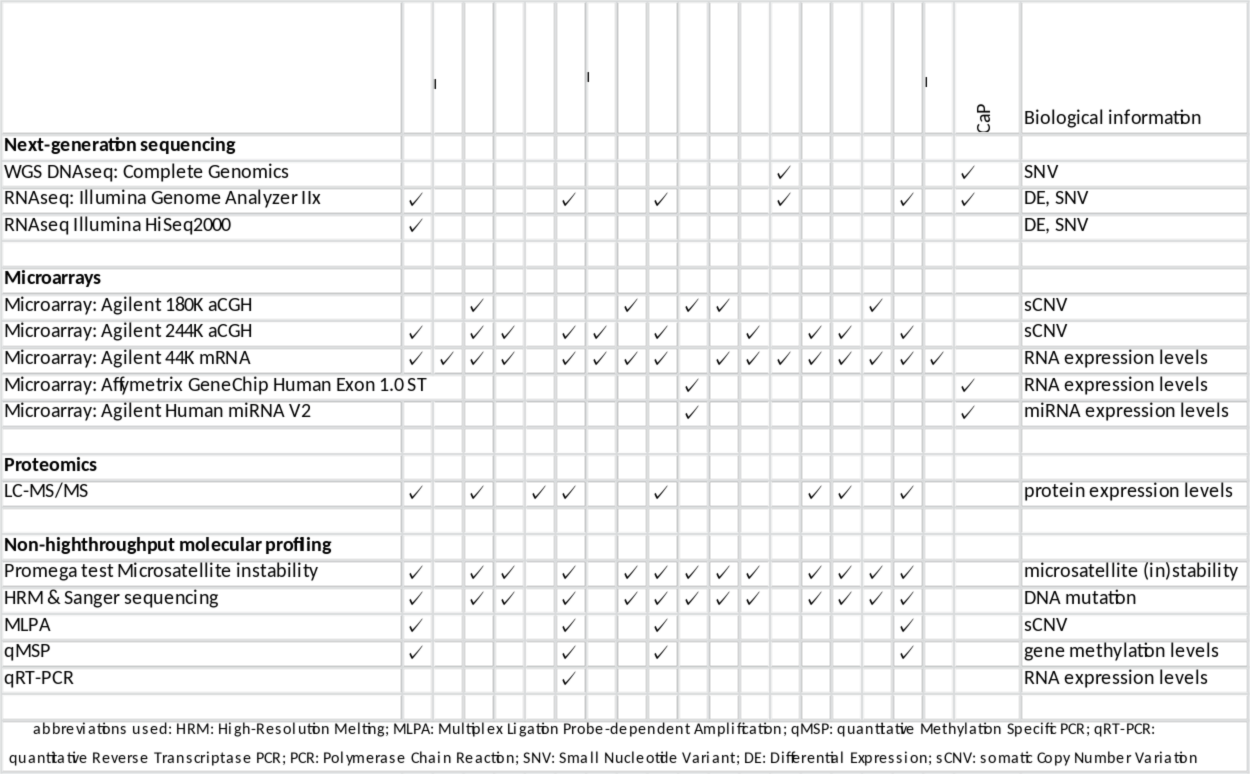 CaP Biological information
Next-generation sequencing
WGS DNAseq: Complete Genomics ✓ ✓ SNV
RNAseq: Illumina Genome Analyzer IIx ✓ ✓ ✓ ✓ ✓ ✓ DE, SNV
RNAseq Illumina HiSeq2000 ✓ DE, SNV
Microarrays
Microarray: Agilent 180K aCGH ✓ ✓ ✓ ✓ ✓ sCNV
Microarray: Agilent 244K aCGH ✓ ✓ ✓ ✓ ✓ ✓ ✓ ✓ ✓ ✓ sCNV
Microarray: Agilent 44K mRNA ✓ ✓ ✓ ✓ ✓ ✓ ✓ ✓ ✓ ✓ ✓ ✓ ✓ ✓ ✓ ✓ RNA expression levels
Microarray: Affymetrix GeneChip Human Exon 1.0 ST ✓ ✓ RNA expression levels
Microarray: Agilent Human miRNA V2 ✓ ✓ miRNA expression levels
Proteomics
LC-MS/MS ✓ ✓ ✓ ✓ ✓ ✓ ✓ ✓ protein expression levels
Non-highthroughput molecular profiling
Promega test Microsatellite instability ✓ ✓ ✓ ✓ ✓ ✓ ✓ ✓ ✓ ✓ ✓ ✓ ✓ microsatellite (in)stability
HRM & Sanger sequencing ✓ ✓ ✓ ✓ ✓ ✓ ✓ ✓ ✓ ✓ ✓ ✓ ✓ DNA mutation
MLPA ✓ ✓ ✓ ✓ sCNV
qMSP ✓ ✓ ✓ ✓ gene methylation levels
qRT-PCR ✓ RNA expression levels
abbreviations used: HRM: High-Resolution Melting; MLPA: Multiplex Ligation Probe-dependent Amplification; qMSP: quantitative Methylation Specific PCR; qRT-PCR:
quantitative Reverse Transcriptase PCR; PCR: Polymerase Chain Reaction; SNV: Small Nucleotide Variant; DE: Differential Expression; sCNV: somatic Copy Number Variation